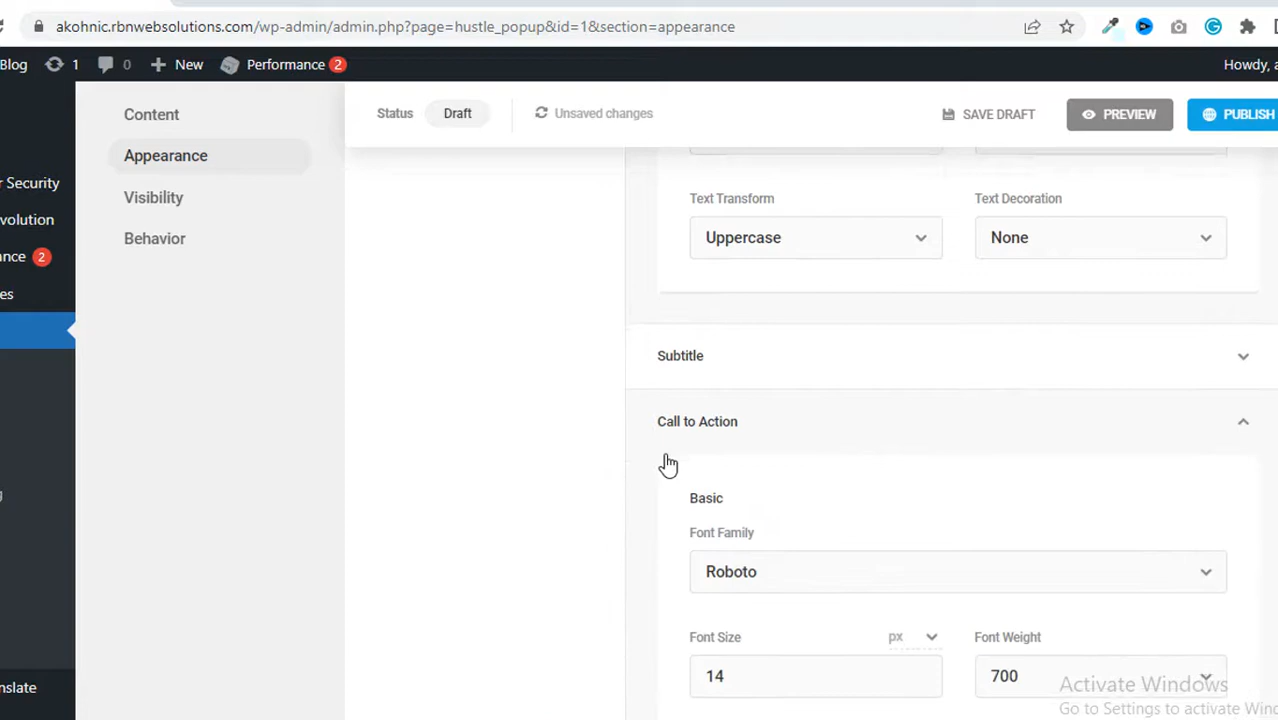 akohnic.rbnwebsolutions.com/wp-admin/admin.php?page=hustle_popup&id=1&section=appearance
Blog 1 0 New Performance 2 Howdy, a
Content
Status Draft Unsaved changes SAVE DRAFT PREVIEW PUBLISH
Appearance
r Security
Visibility
Text Transform Text Decoration
volution
Uppercase None
Behavior
nce 2
es
Subtitle
Call to Action
g
Basic
Font Family
Roboto
Font Size px Font Weight
14 700
nslate
Activate Windows
Go to Settings to activate Win